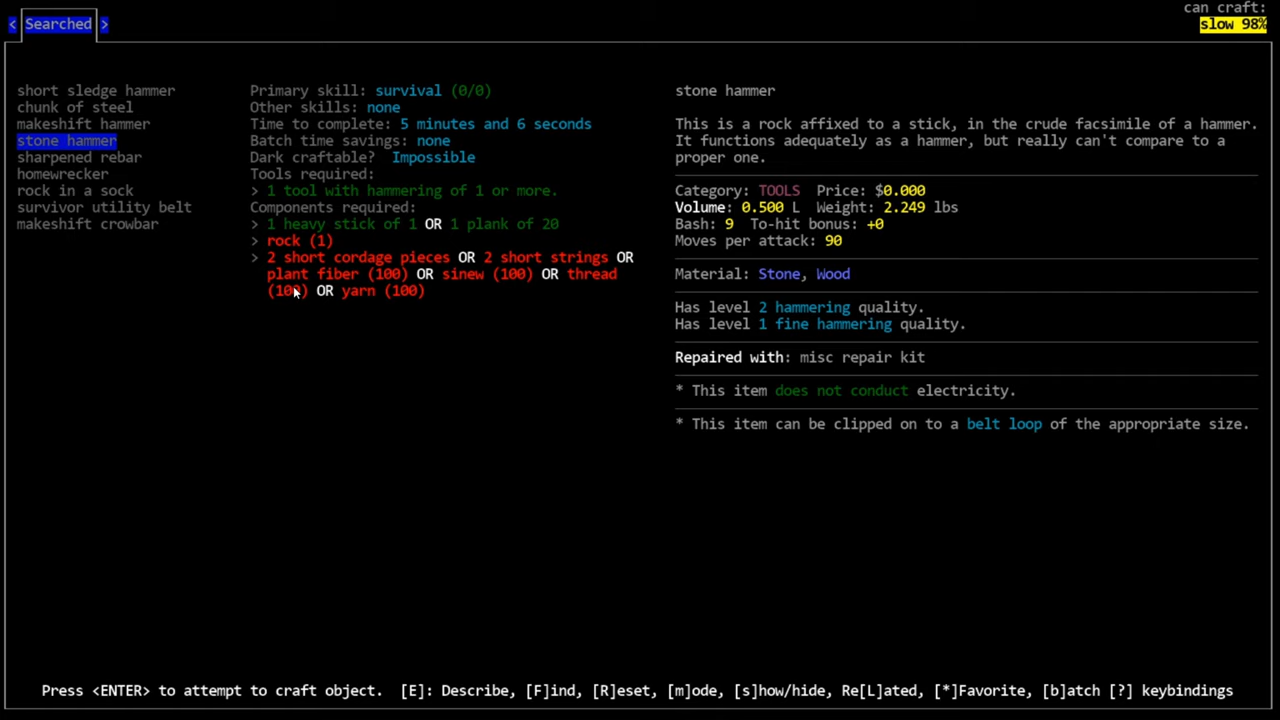 can craft:
< Searched >
slow 98%
short sledge hammer
chunk of steel
makeshift hammer
stone hammer
sharpened rebar
homewrecker
rock in a sock
survivor utility belt
makeshift crowbar
Primary skill: survival (0/0)
Other skills: none
Time to complete: 5 minutes and 6 seconds
Batch time savings: none
Dark craftable? Impossible
Tools required:
> 1 tool with hammering of 1 or more.
Components required:
> 1 heavy stick of 1 OR 1 plank of 20
> rock (1)
> 2 short cordage pieces OR 2 short strings OR
plant fiber (100) OR sinew (100) OR thread
(100) OR yarn (100)
stone hammer
This is a rock affixed to a stick, in the crude facsimile of a hammer.
It functions adequately as a hammer, but really can't compare to a
proper one.
Category: TOOLS Price: $0.000
Volume: 0.500 L Weight: 2.249 lbs
Bash: 9 To-hit bonus: +0
Moves per attack: 90
Material: Stone, Wood
Has level 2 hammering quality.
Has level 1 fine hammering quality.
Repaired with: misc repair kit
* This item does not conduct electricity.
* This item can be clipped on to a belt loop of the appropriate size.
Press <ENTER> to attempt to craft object. [E]: Describe, [F]ind, [R]eset, [m]ode, [s]how/hide, Re[L]ated, [*]Favorite, [b]atch [?] keybindings